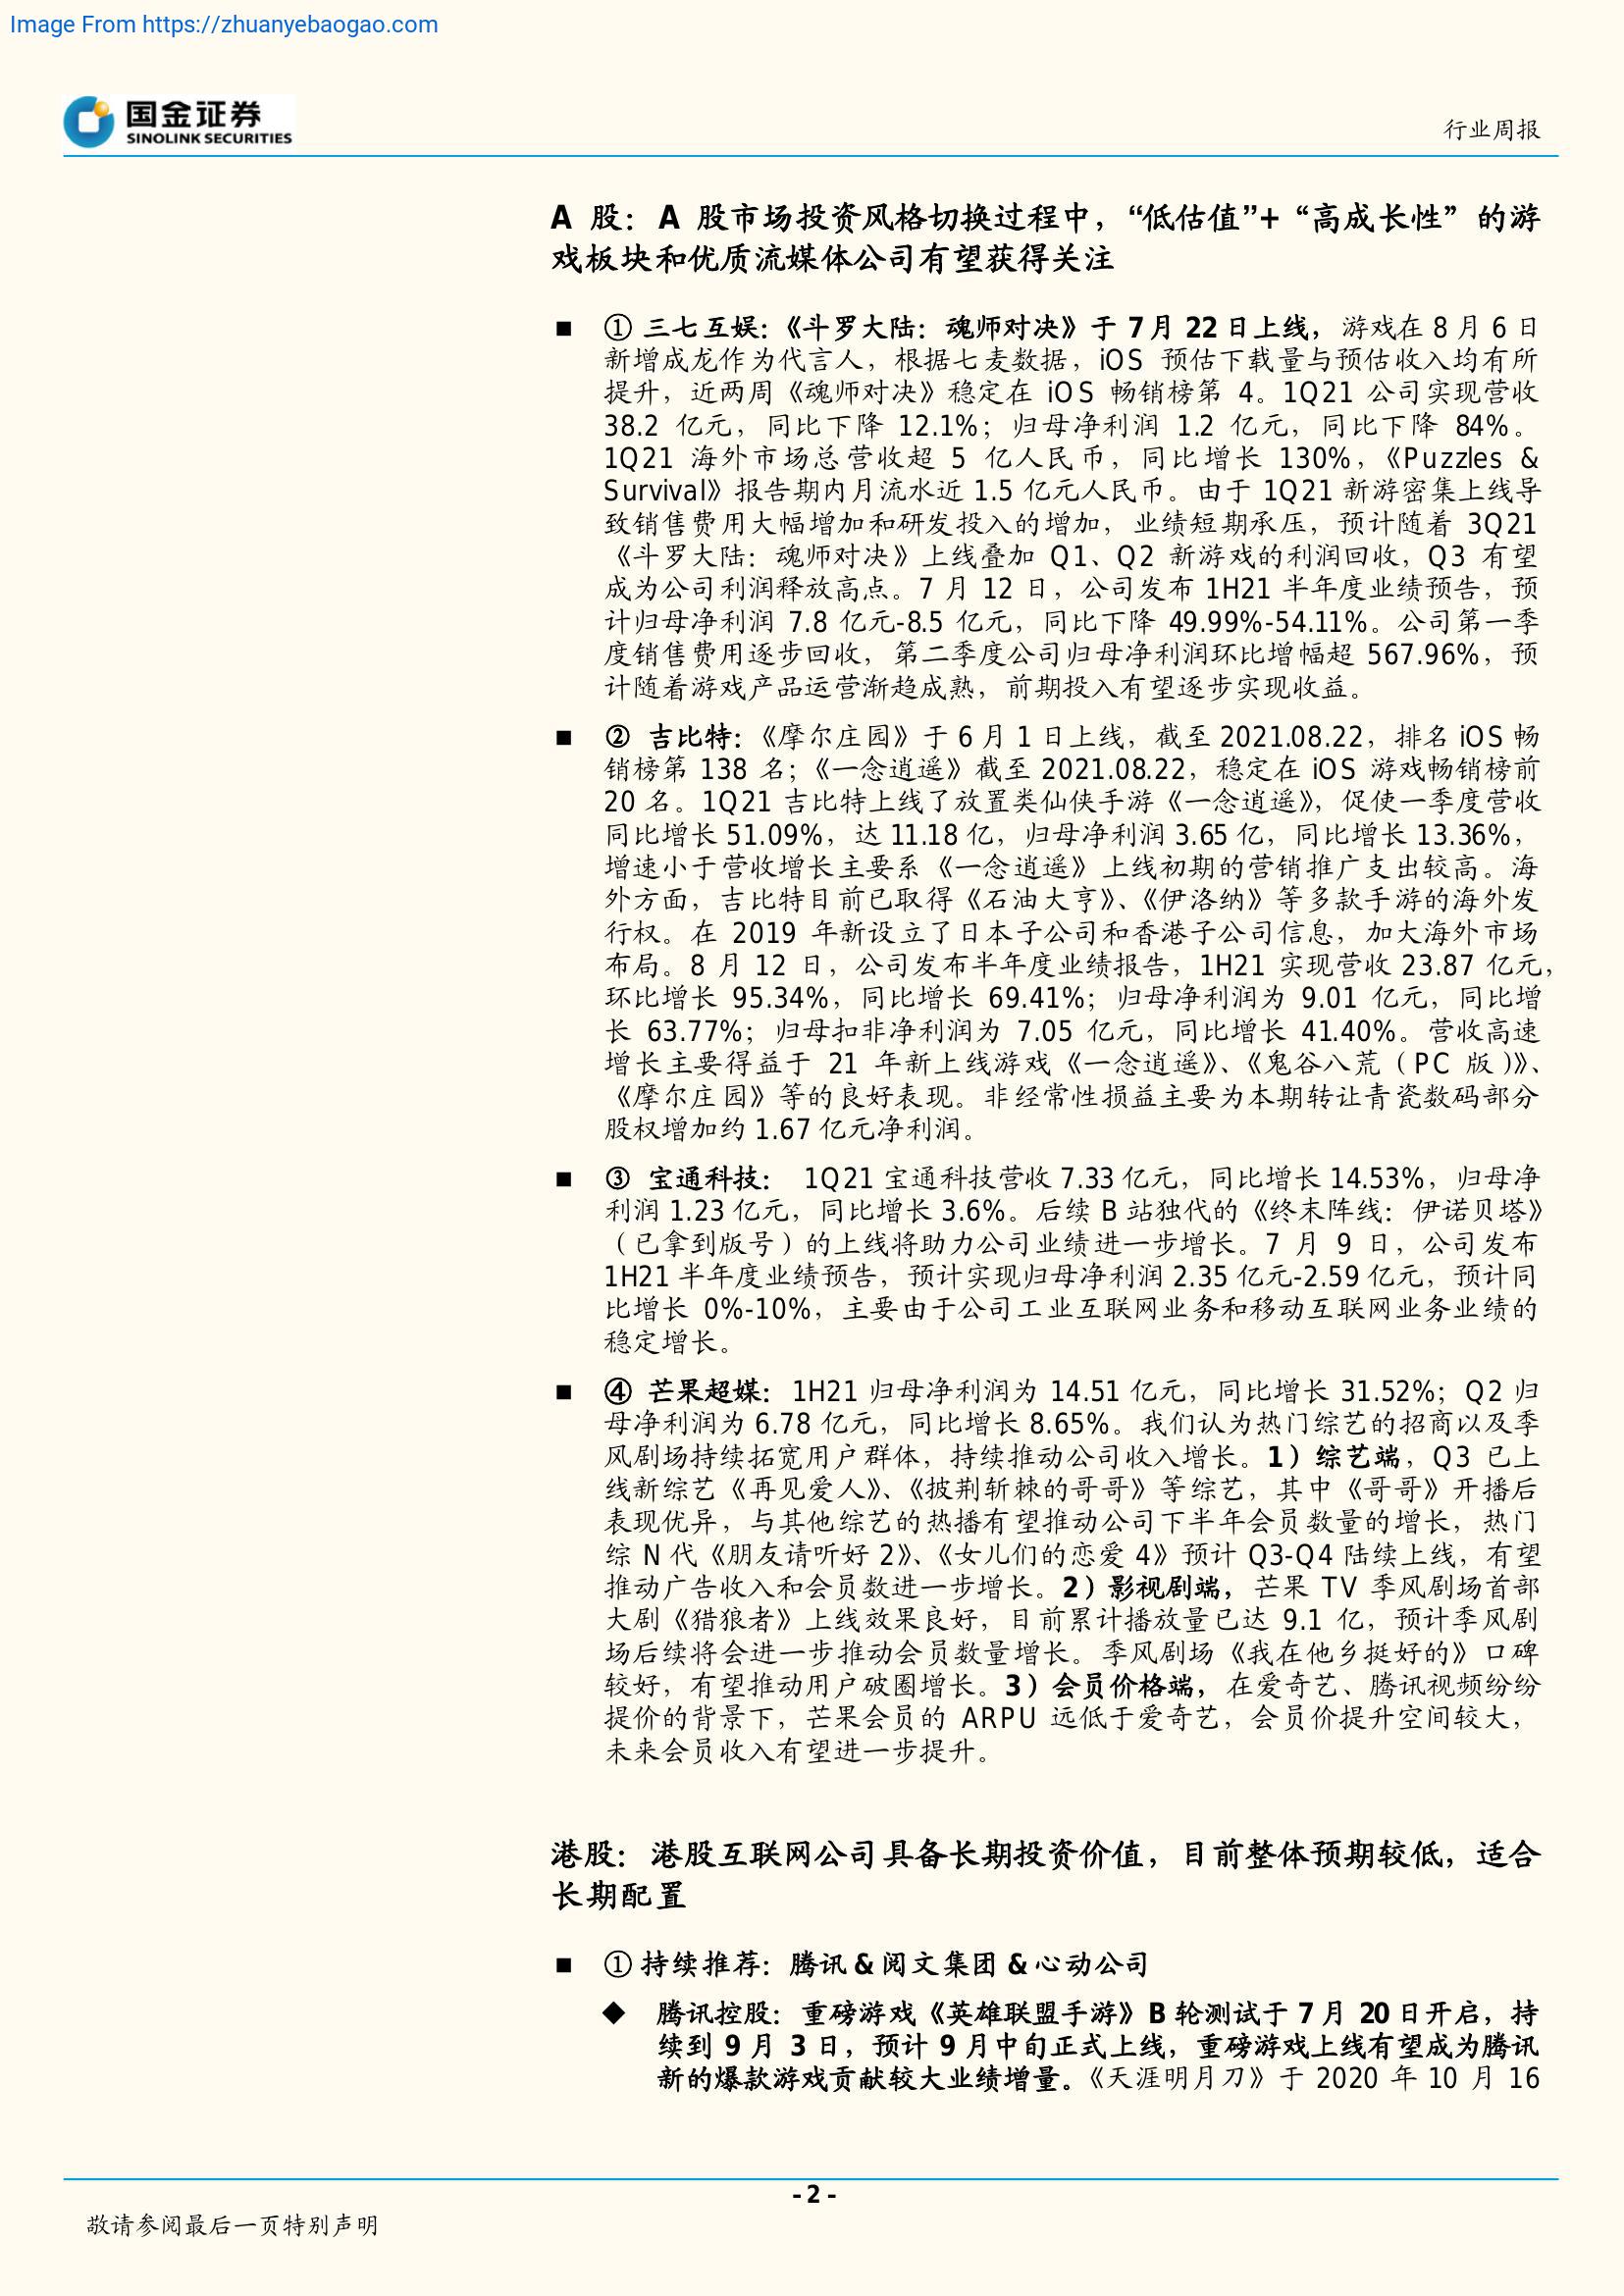 Image From https://zhuanyebaogao.com
国金证券
SINOLINK SECURITIES
行业周报
A 股：A 股市场投资风格切换过程中，“低估值”+“高成长性”的游
戏板块和优质流媒体公司有望获得关注
■ ① 三七互娱：《斗罗大陆：魂师对决》于 7 月 22 日上线，游戏在 8 月 6 日
新增成龙作为代言人，根据七麦数据，iOS 预估下载量与预估收入均有所
提升，近两周《魂师对决》稳定在 iOS 畅销榜第 4。1Q21 公司实现营收
38.2 亿元，同比下降 12.1%；归母净利润 1.2 亿元，同比下降 84%。
1Q21 海外市场总营收超 5 亿人民币，同比增长 130%，《Puzzles &
Survival》报告期内月流水近 1.5 亿元人民币。由于 1Q21 新游密集上线导
致销售费用大幅增加和研发投入的增加，业绩短期承压，预计随着 3Q21
《斗罗大陆：魂师对决》上线叠加 Q1、Q2 新游戏的利润回收，Q3 有望
成为公司利润释放高点。7 月 12 日，公司发布 1H21 半年度业绩预告，预
计归母净利润 7.8 亿元-8.5 亿元，同比下降 49.99%-54.11%。公司第一季
度销售费用逐步回收，第二季度公司归母净利润环比增幅超 567.96%，预
计随着游戏产品运营渐趋成熟，前期投入有望逐步实现收益。
■ ② 吉比特：《摩尔庄园》于 6 月 1 日上线，截至 2021.08.22，排名 iOS 畅
销榜第 138 名；《一念逍遥》截至 2021.08.22，稳定在 iOS 游戏畅销榜前
20 名。1Q21 吉比特上线了放置类仙侠手游《一念逍遥》，促使一季度营收
同比增长 51.09%，达 11.18 亿，归母净利润 3.65 亿，同比增长 13.36%，
增速小于营收增长主要系《一念逍遥》上线初期的营销推广支出较高。海
外方面，吉比特目前已取得《石油大亨》、《伊洛纳》等多款手游的海外发
行权。在 2019 年新设立了日本子公司和香港子公司信息，加大海外市场
布局。8 月 12 日，公司发布半年度业绩报告，1H21 实现营收 23.87 亿元，
环比增长 95.34%，同比增长 69.41%；归母净利润为 9.01 亿元，同比增
长 63.77%；归母扣非净利润为 7.05 亿元，同比增长 41.40%。营收高速
增长主要得益于 21 年新上线游戏《一念逍遥》、《鬼谷八荒（PC 版）》、
《摩尔庄园》等的良好表现。非经常性损益主要为本期转让青瓷数码部分
股权增加约 1.67 亿元净利润。
■ ③ 宝通科技： 1Q21 宝通科技营收 7.33 亿元，同比增长 14.53%，归母净
利润 1.23 亿元，同比增长 3.6%。后续 B 站独代的《终末阵线：伊诺贝塔》
（已拿到版号）的上线将助力公司业绩进一步增长。7 月 9 日，公司发布
1H21 半年度业绩预告，预计实现归母净利润 2.35 亿元-2.59 亿元，预计同
比增长 0%-10%，主要由于公司工业互联网业务和移动互联网业务业绩的
稳定增长。
■ ④ 芒果超媒：1H21 归母净利润为 14.51 亿元，同比增长 31.52%；Q2 归
母净利润为 6.78 亿元，同比增长 8.65%。我们认为热门综艺的招商以及季
风剧场持续拓宽用户群体，持续推动公司收入增长。1）综艺端，Q3 已上
线新综艺《再见爱人》、《披荆斩棘的哥哥》等综艺，其中《哥哥》开播后
表现优异，与其他综艺的热播有望推动公司下半年会员数量的增长，热门
综 N 代《朋友请听好 2》、《女儿们的恋爱 4》预计 Q3-Q4 陆续上线，有望
推动广告收入和会员数进一步增长。2）影视剧端，芒果 TV 季风剧场首部
大剧《猎狼者》上线效果良好，目前累计播放量已达 9.1 亿，预计季风剧
场后续将会进一步推动会员数量增长。季风剧场《我在他乡挺好的》口碑
较好，有望推动用户破圈增长。3）会员价格端，在爱奇艺、腾讯视频纷纷
提价的背景下，芒果会员的 ARPU 远低于爱奇艺，会员价提升空间较大，
未来会员收入有望进一步提升。
港股：港股互联网公司具备长期投资价值，目前整体预期较低，适合
长期配置
■ ① 持续推荐：腾讯 & 阅文集团 & 心动公司
◆ 腾讯控股：重磅游戏《英雄联盟手游》B 轮测试于 7 月 20 日开启，持
续到 9 月 3 日，预计 9 月中旬正式上线，重磅游戏上线有望成为腾讯
新的爆款游戏贡献较大业绩增量。《天涯明月刀》于 2020 年 10 月 16
- 2 -
敬请参阅最后一页特别声明